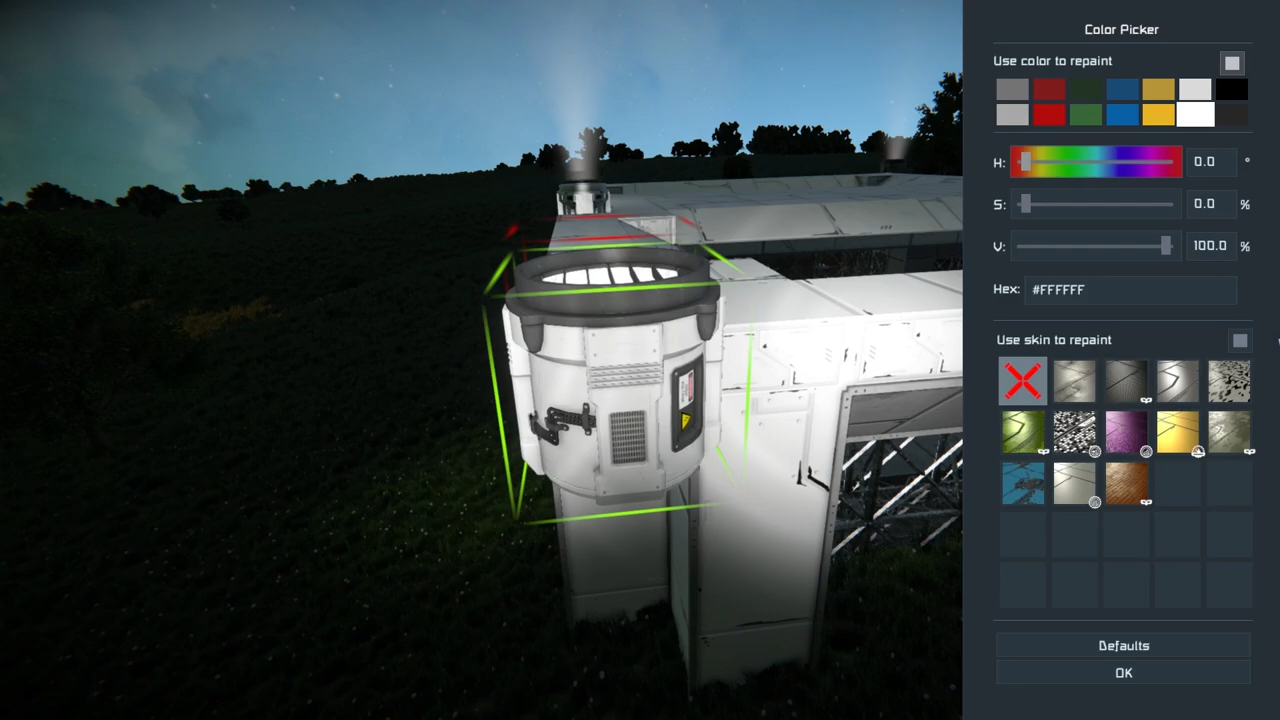 Color Picker
Use color to repaint
H: 0.0 °
S: 0.0 %
V: 100.0 %
Hex: #FFFFFF
Use skin to repaint
Defaults
OK